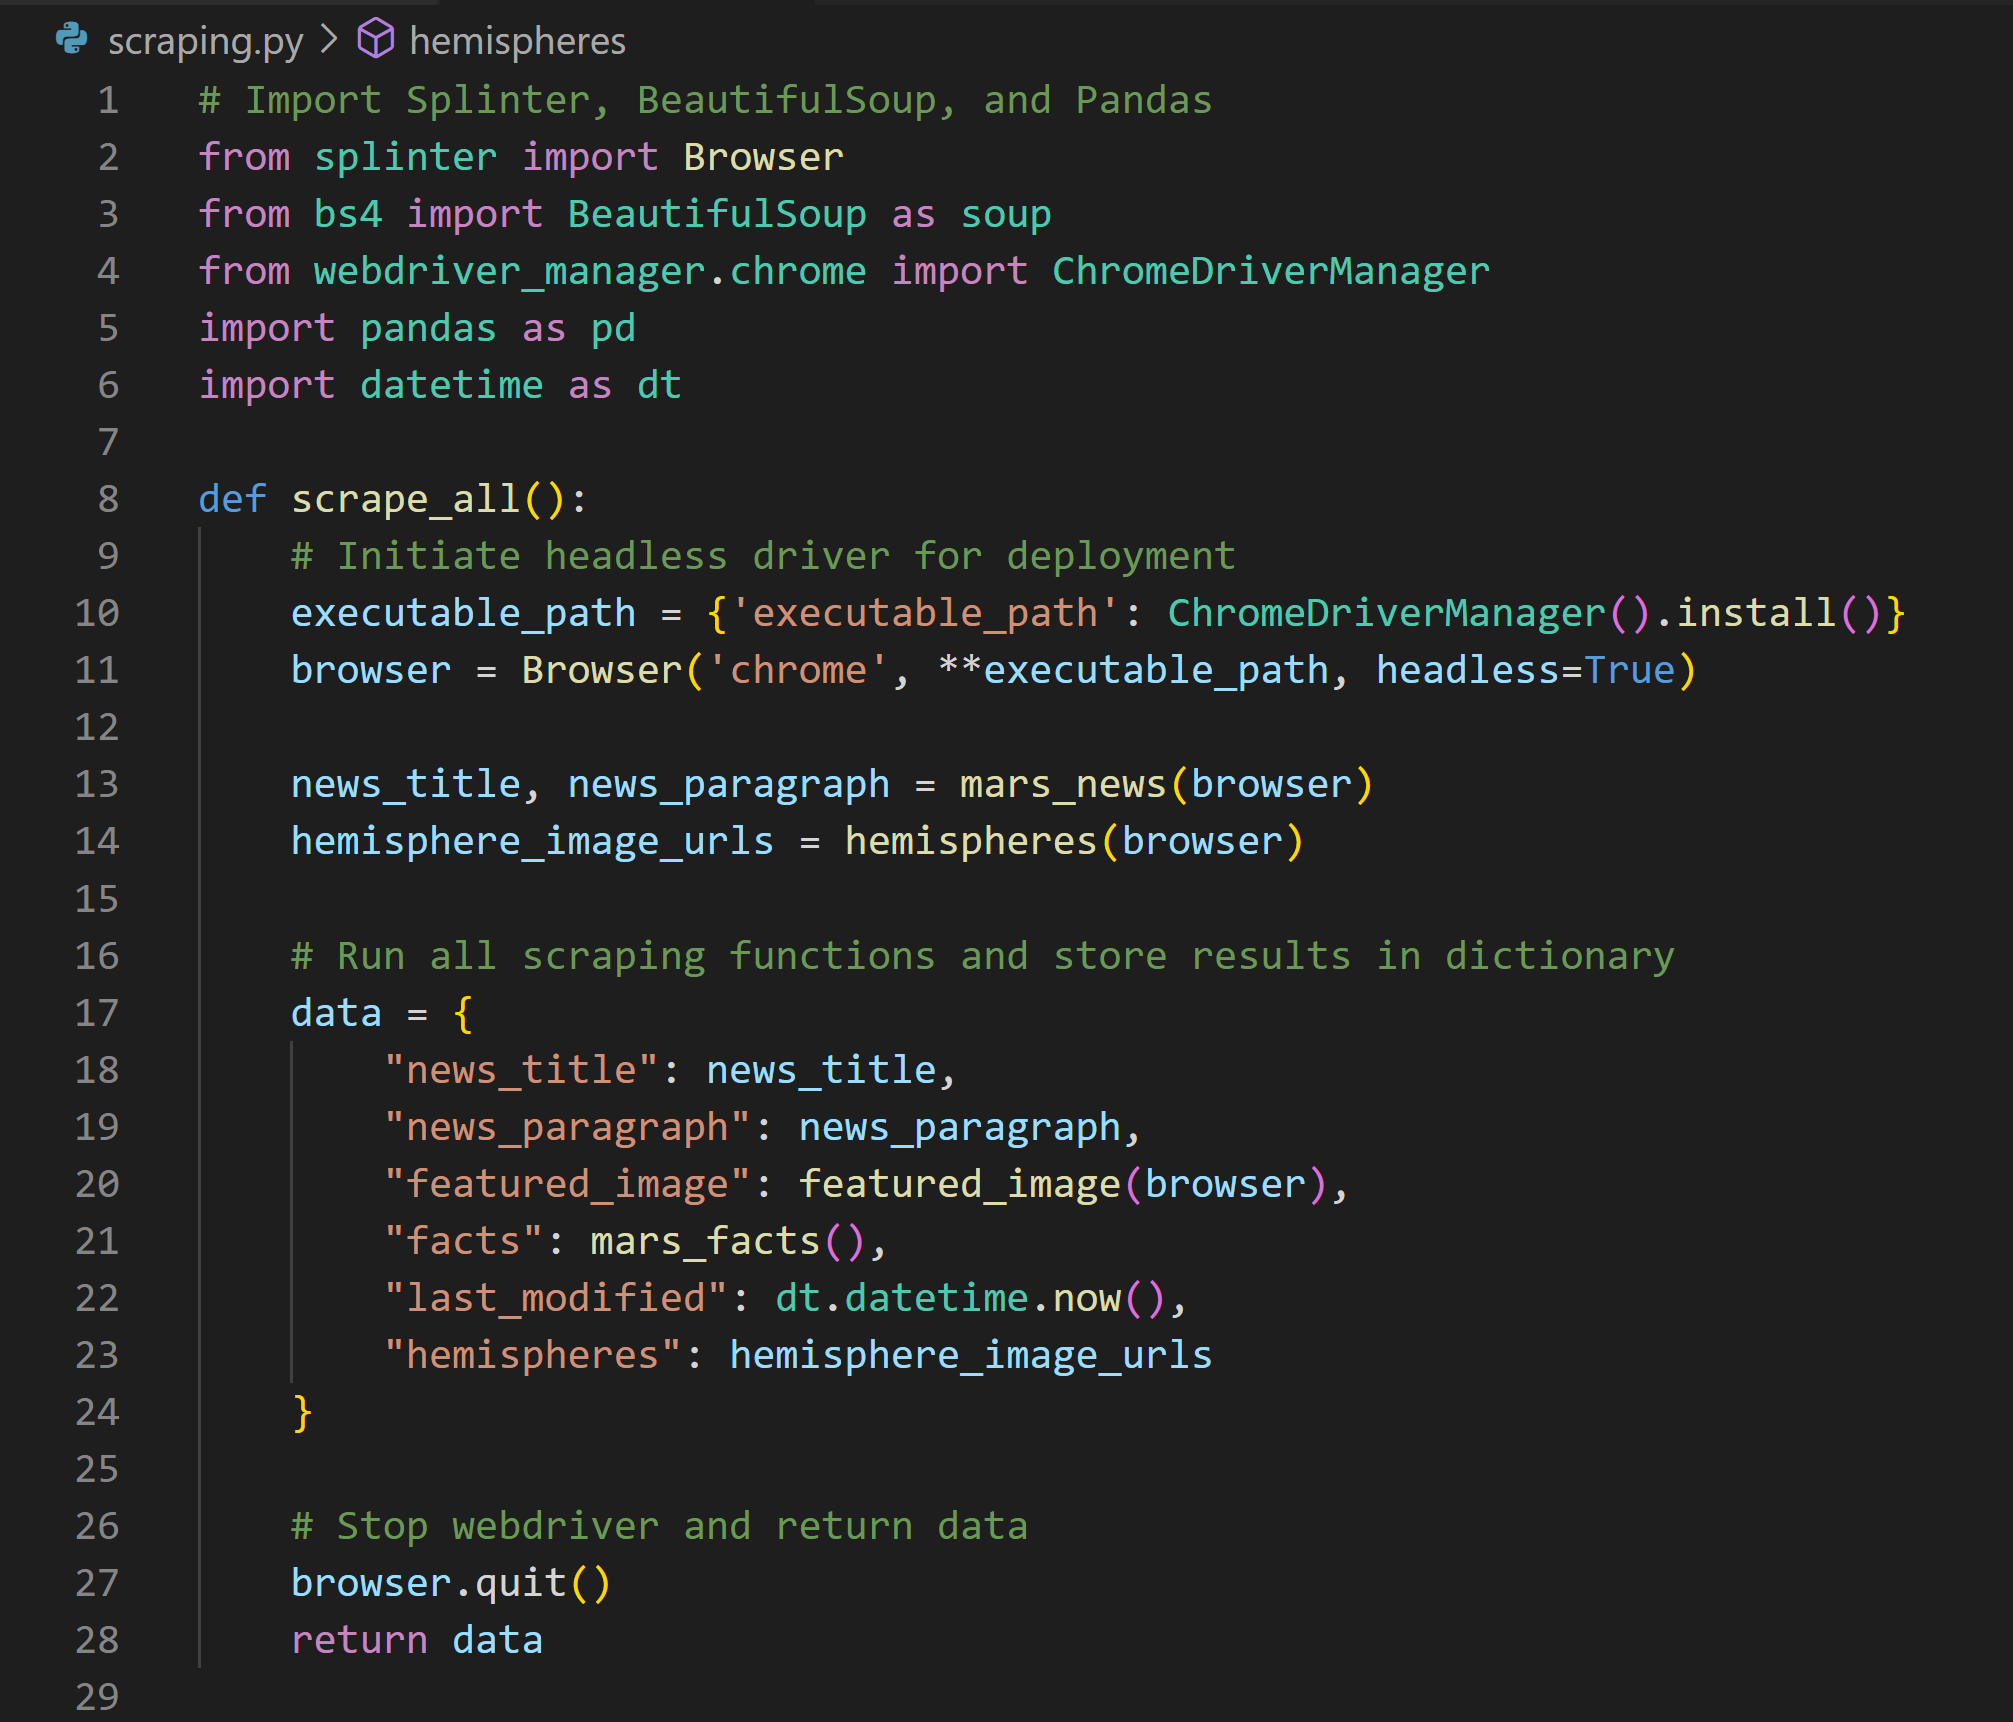 scraping.py > hemispheres
1 # Import Splinter, BeautifulSoup, and Pandas
2 from splinter import Browser
3 from bs4 import BeautifulSoup as soup
4 from webdriver_manager.chrome import ChromeDriverManager
5 import pandas as pd
6 import datetime as dt
7
8 def scrape_all():
9     # Initiate headless driver for deployment
10     executable_path = {'executable_path': ChromeDriverManager().install()}
11     browser = Browser('chrome', **executable_path, headless=True)
12
13     news_title, news_paragraph = mars_news(browser)
14     hemisphere_image_urls = hemispheres(browser)
15
16     # Run all scraping functions and store results in dictionary
17     data = {
18         "news_title": news_title,
19         "news_paragraph": news_paragraph,
20         "featured_image": featured_image(browser),
21         "facts": mars_facts(),
22         "last_modified": dt.datetime.now(),
23         "hemispheres": hemisphere_image_urls
24     }
25
26     # Stop webdriver and return data
27     browser.quit()
28     return data
29